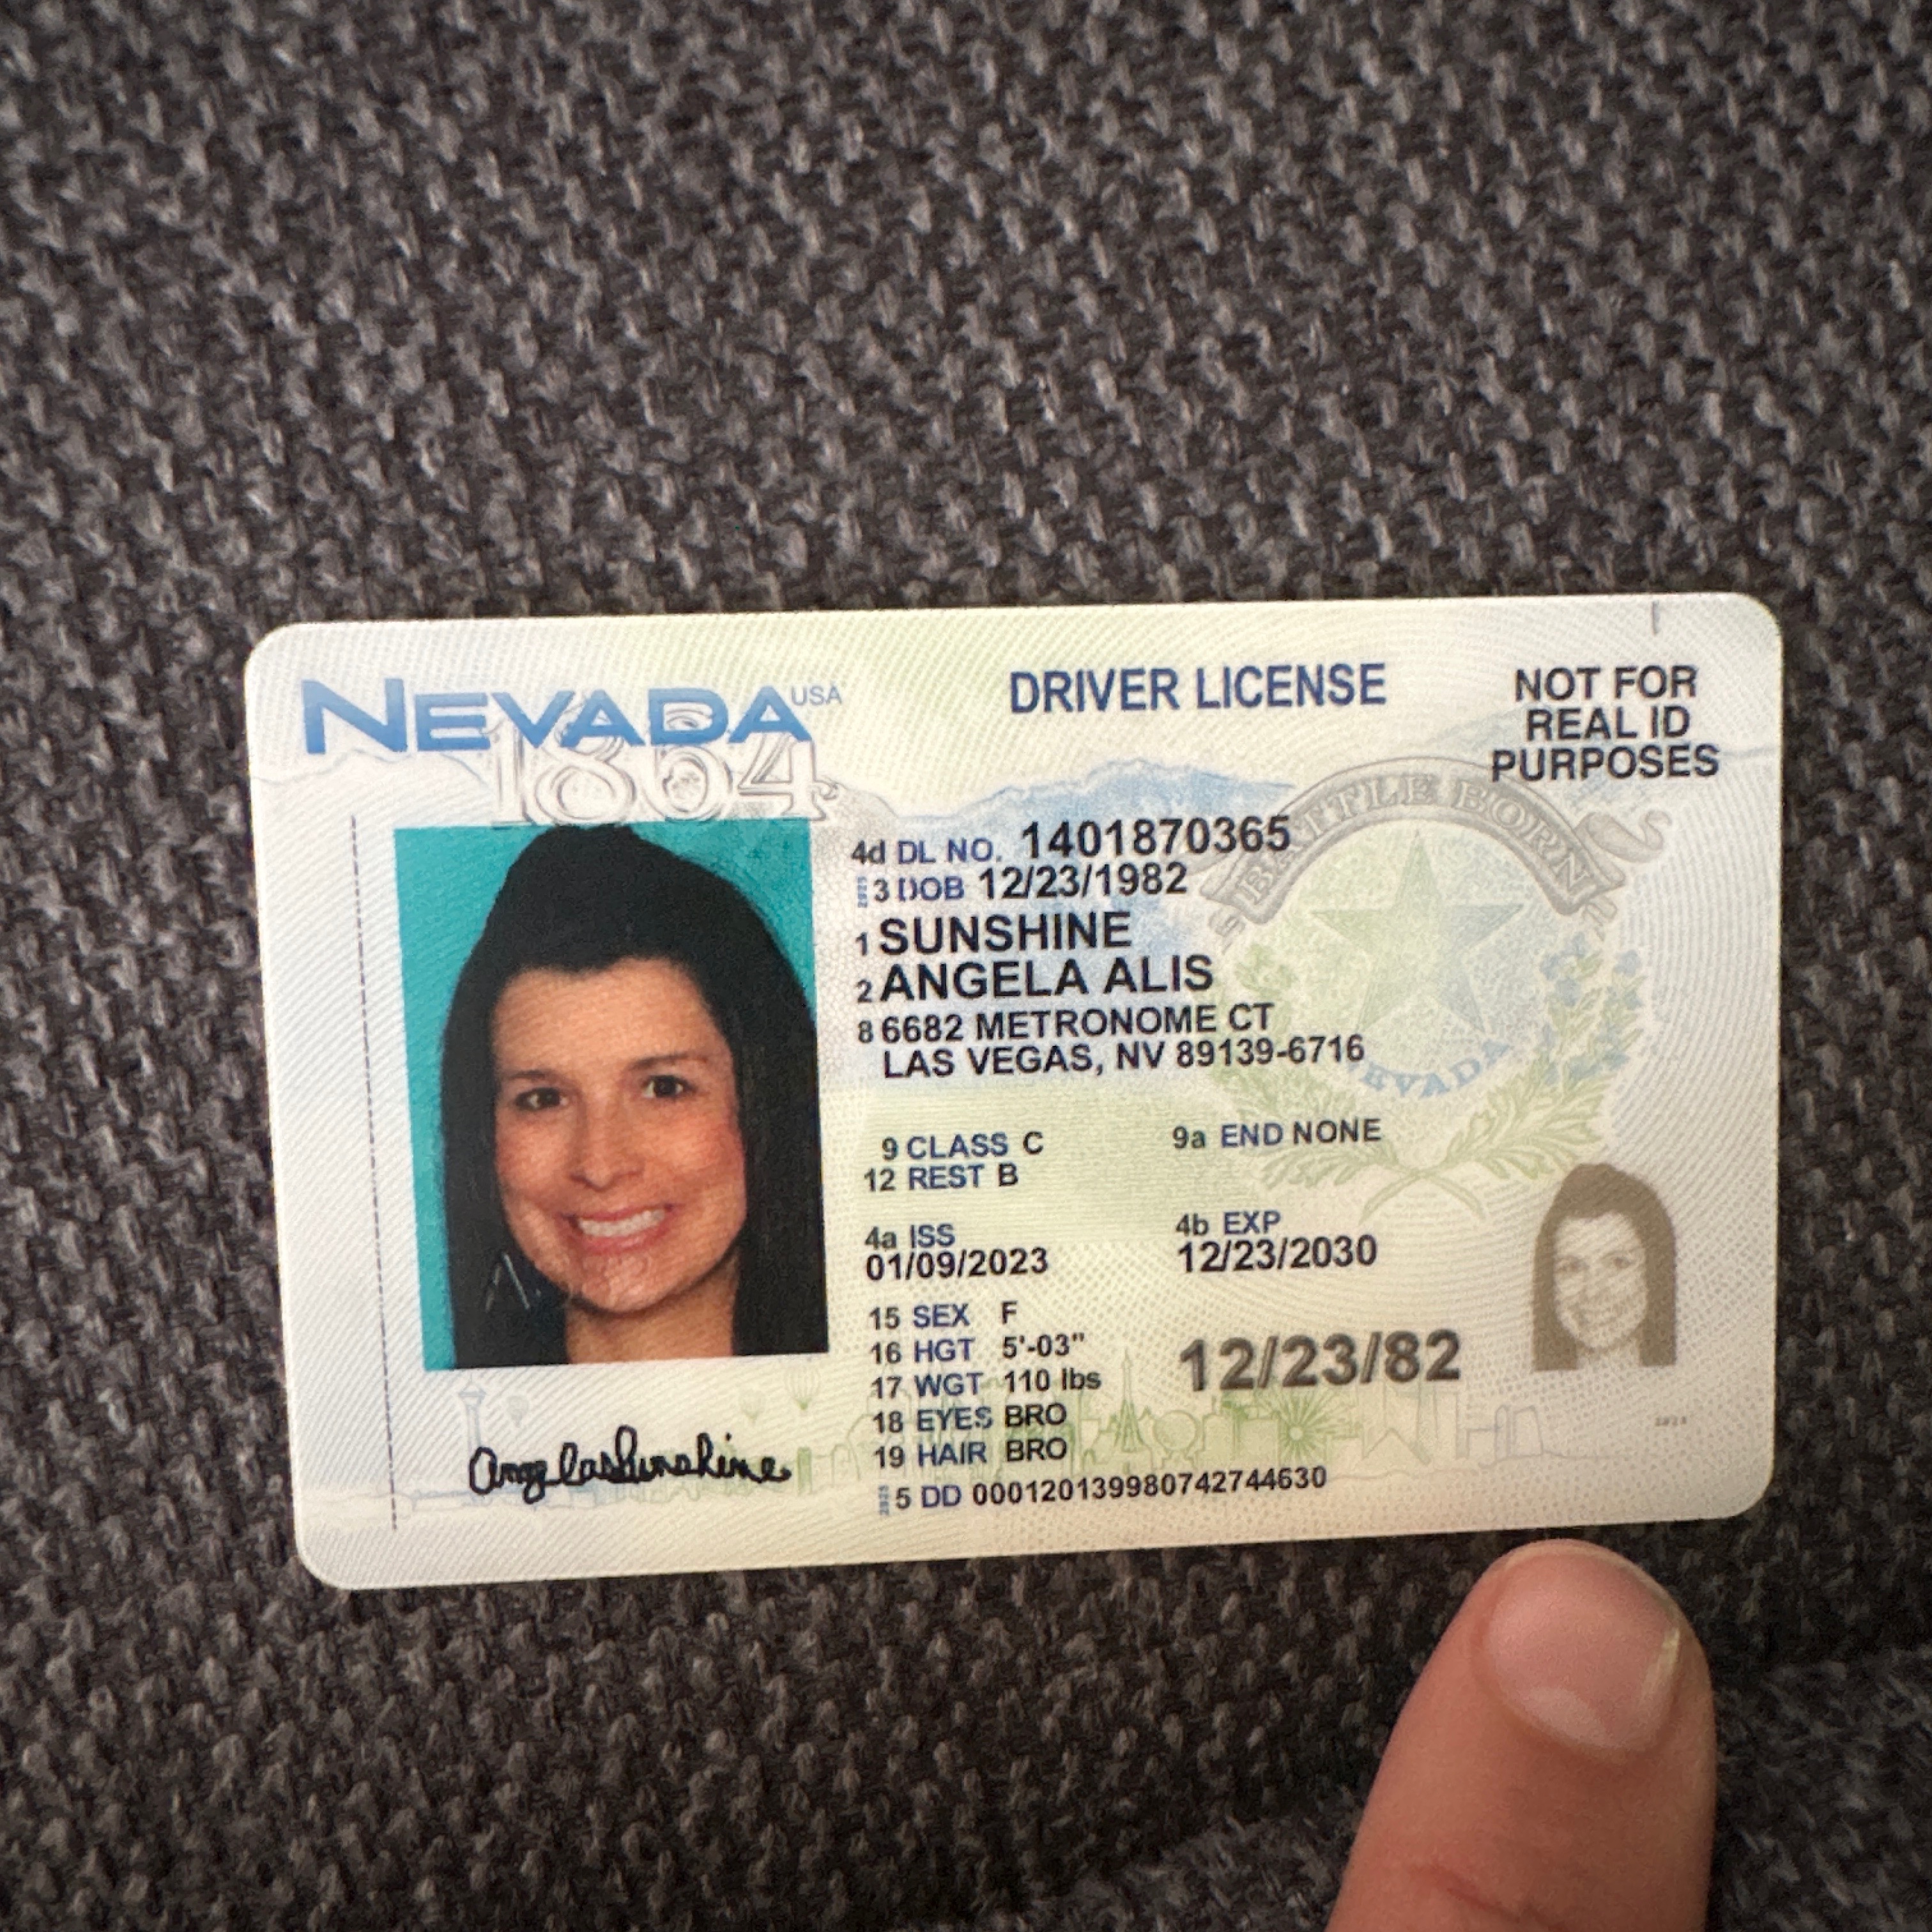 NEVADA USA
1864
DRIVER LICENSE
NOT FOR
REAL ID
PURPOSES
BATTLE BORN
NEVADA
4d DL NO. 1401870365
3 DOB 12/23/1982
1 SUNSHINE
2 ANGELA ALIS
8 6682 METRONOME CT
LAS VEGAS, NV 89139-6716
9 CLASS C
9a END NONE
12 REST B
4a ISS
01/09/2023
4b EXP
12/23/2030
15 SEX F
16 HGT 5'-03"
17 WGT 110 lbs
18 EYES BRO
19 HAIR BRO
12/23/82
5 DD 000120139980742744630
AngelaSunshine